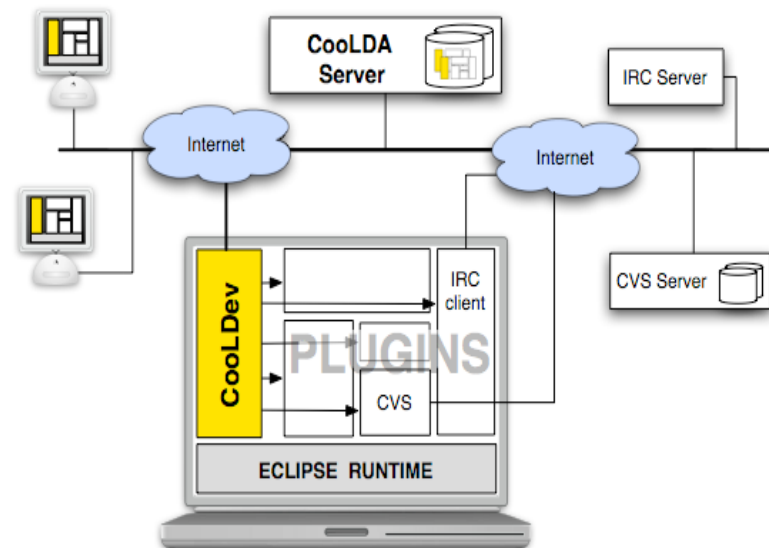 CooLDA
Server
IRC Server
Internet
Internet
CVS Server
CooLDev
IRC
client
PLUGINS
CVS
ECLIPSE RUNTIME